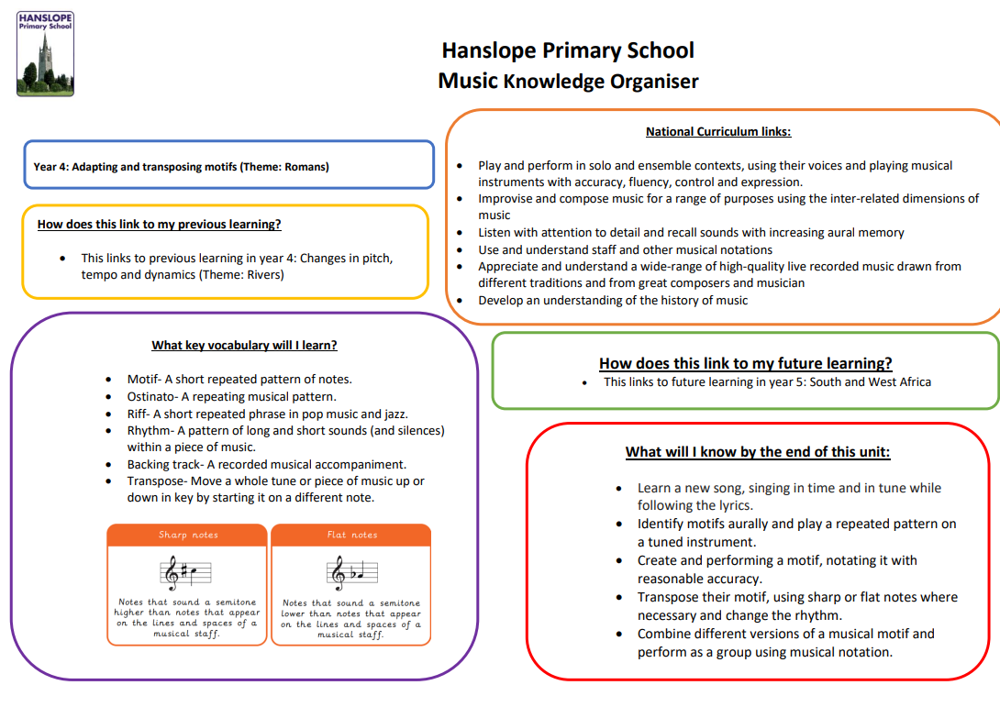 HANSLOPE
Primary School
Hanslope Primary School
Music Knowledge Organiser
Year 4: Adapting and transposing motifs (Theme: Romans)
How does this link to my previous learning?
• This links to previous learning in year 4: Changes in pitch,
tempo and dynamics (Theme: Rivers)
National Curriculum links:
• Play and perform in solo and ensemble contexts, using their voices and playing musical
instruments with accuracy, fluency, control and expression.
• Improvise and compose music for a range of purposes using the inter-related dimensions of
music
• Listen with attention to detail and recall sounds with increasing aural memory
• Use and understand staff and other musical notations
• Appreciate and understand a wide-range of high-quality live recorded music drawn from
different traditions and from great composers and musician
• Develop an understanding of the history of music
What key vocabulary will I learn?
• Motif- A short repeated pattern of notes.
• Ostinato- A repeating musical pattern.
• Riff- A short repeated phrase in pop music and jazz.
• Rhythm- A pattern of long and short sounds (and silences)
within a piece of music.
• Backing track- A recorded musical accompaniment.
• Transpose- Move a whole tune or piece of music up or
down in key by starting it on a different note.
Sharp notes
Notes that sound a semitone
higher than notes that appear
on the lines and spaces of a
musical staff.
Flat notes
Notes that sound a semitone
lower than notes that appear
on the lines and spaces of a
musical staff.
How does this link to my future learning?
• This links to future learning in year 5: South and West Africa
What will I know by the end of this unit:
• Learn a new song, singing in time and in tune while
following the lyrics.
• Identify motifs aurally and play a repeated pattern on
a tuned instrument.
• Create and performing a motif, notating it with
reasonable accuracy.
• Transpose their motif, using sharp or flat notes where
necessary and change the rhythm.
• Combine different versions of a musical motif and
perform as a group using musical notation.